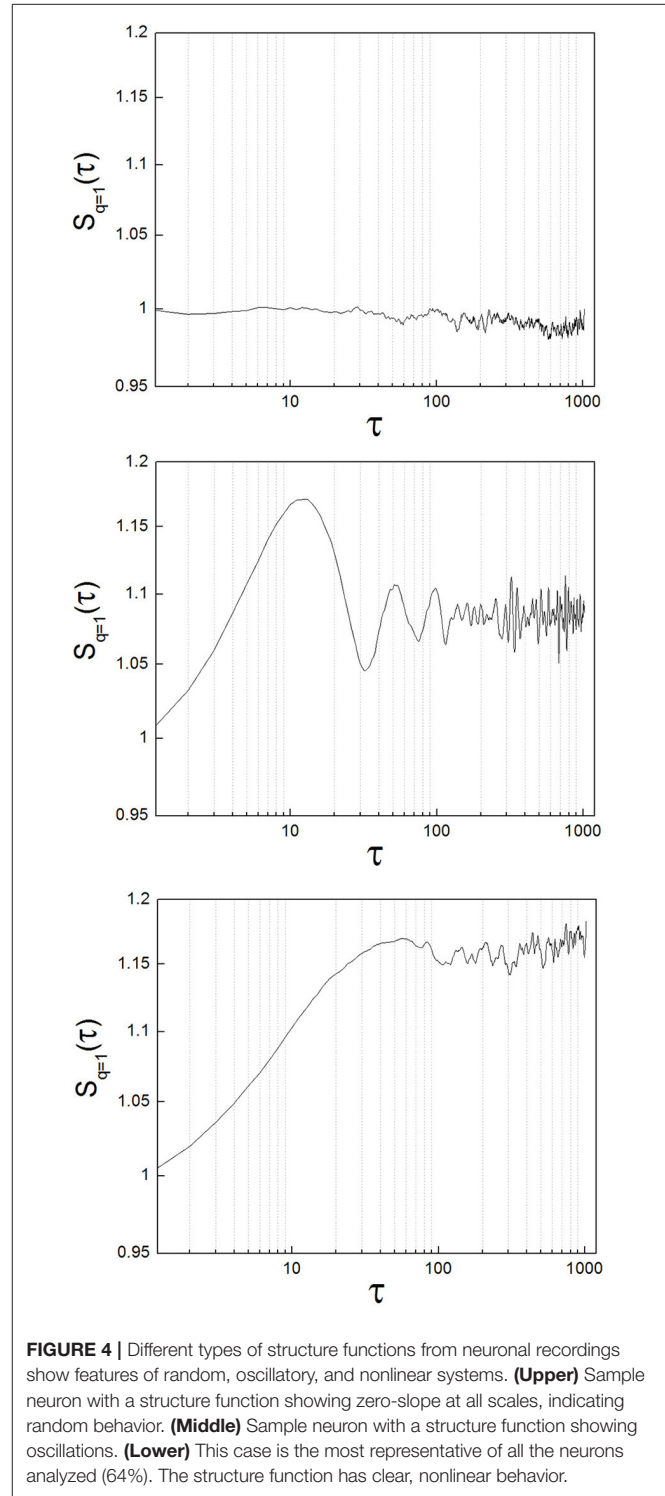 1.2
1.15
1.1
1.05
1
0.95
S_{q=1}(τ)
10 100 1000
τ
1.2
1.15
1.10
1.05
1
0.95
S_{q=1}(τ)
10 100 1000
τ
1.2
1.15
1.1
1.05
1
0.95
S_{q=1}(τ)
10 100 1000
τ
FIGURE 4 | Different types of structure functions from neuronal recordings
show features of random, oscillatory, and nonlinear systems. (Upper) Sample
neuron with a structure function showing zero-slope at all scales, indicating
random behavior. (Middle) Sample neuron with a structure function showing
oscillations. (Lower) This case is the most representative of all the neurons
analyzed (64%). The structure function has clear, nonlinear behavior.